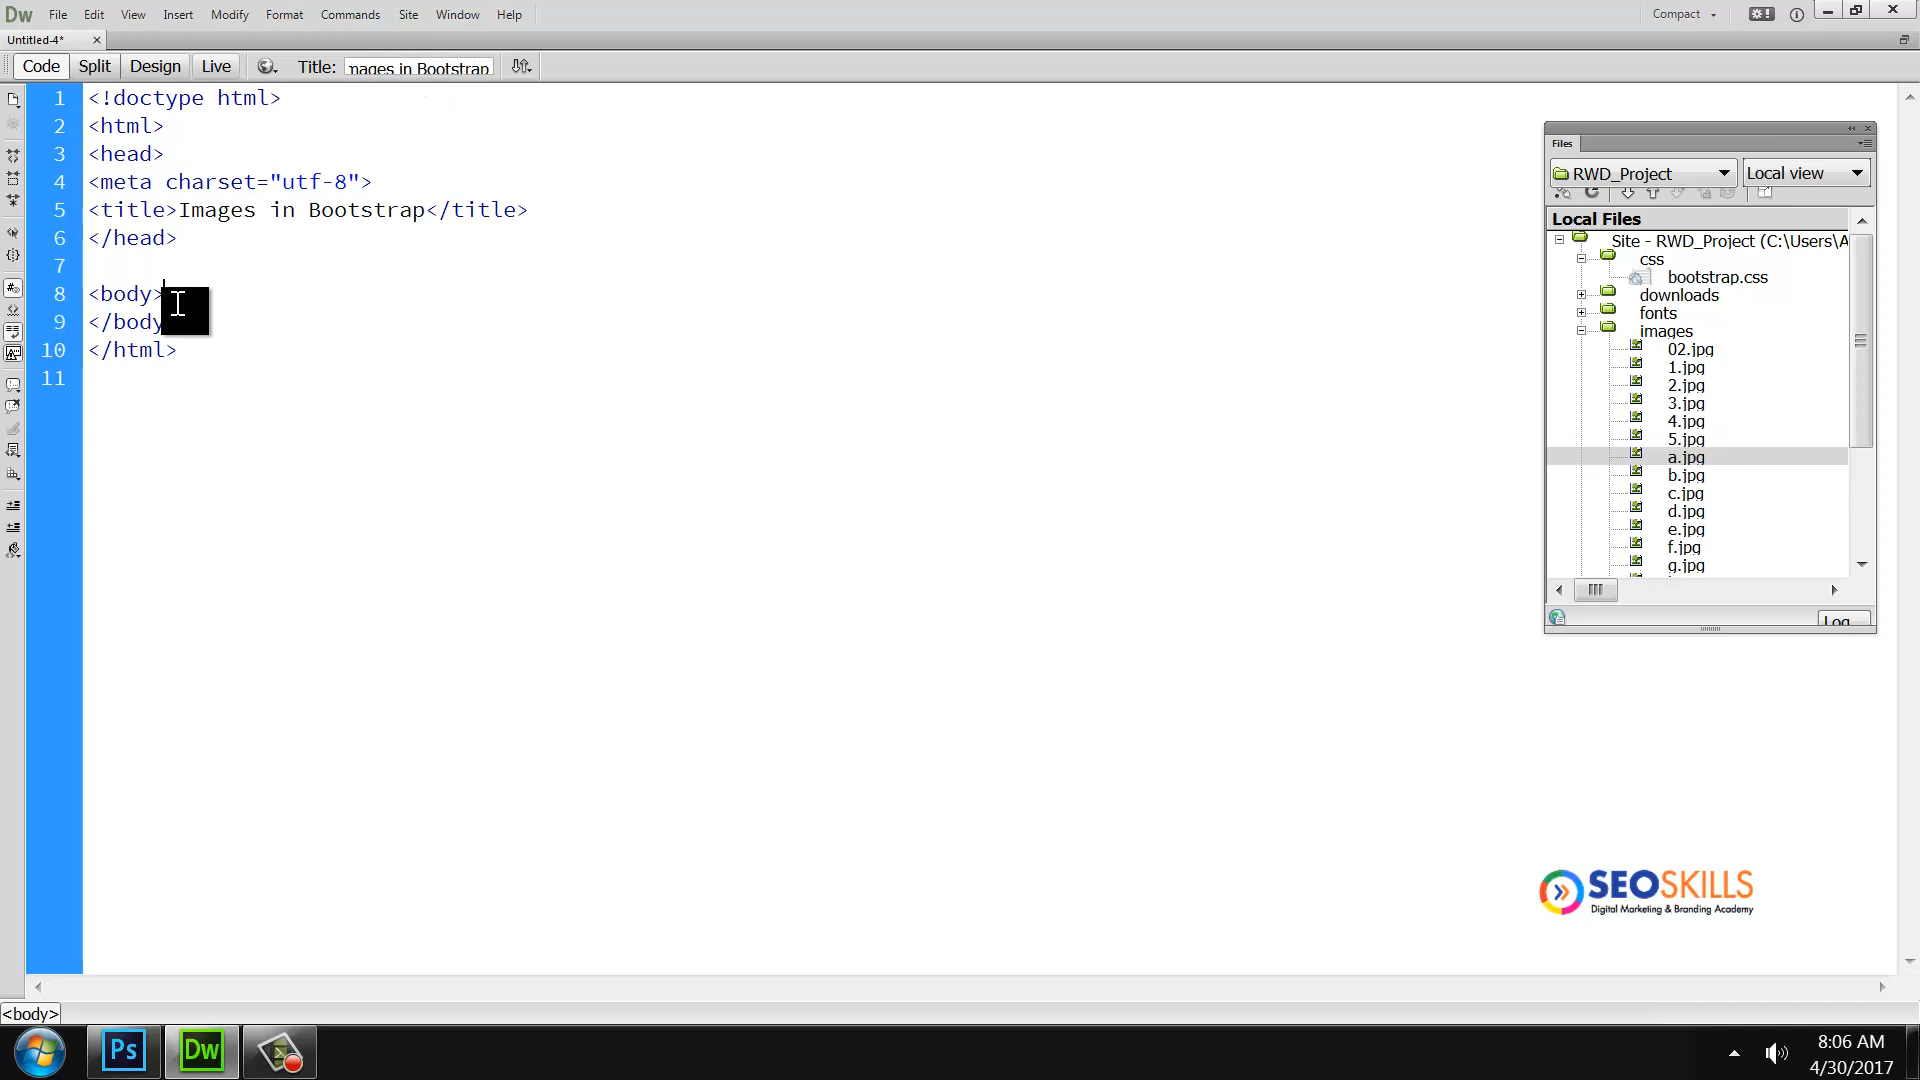 Dw File Edit View Insert Modify Format Commands Site Window Help Compact
Untitled-4*
Code Split Design Live Title: mages in Bootstrap
1 <!doctype html>
2 <html>
3 <head>
4 <meta charset="utf-8">
5 <title>Images in Bootstrap</title>
6 </head>
7
8 <body>
9 </body
10 </html>
11
Files
RWD_Project Local view
Local Files
Site - RWD_Project (C:\Users\A
css
bootstrap.css
downloads
fonts
images
02.jpg
1.jpg
2.jpg
3.jpg
4.jpg
5.jpg
a.jpg
b.jpg
c.jpg
d.jpg
e.jpg
f.jpg
g.jpg
Log
SEOSKILLS
Digital Marketing & Branding Academy
<body>
Ps Dw
8:06 AM
4/30/2017